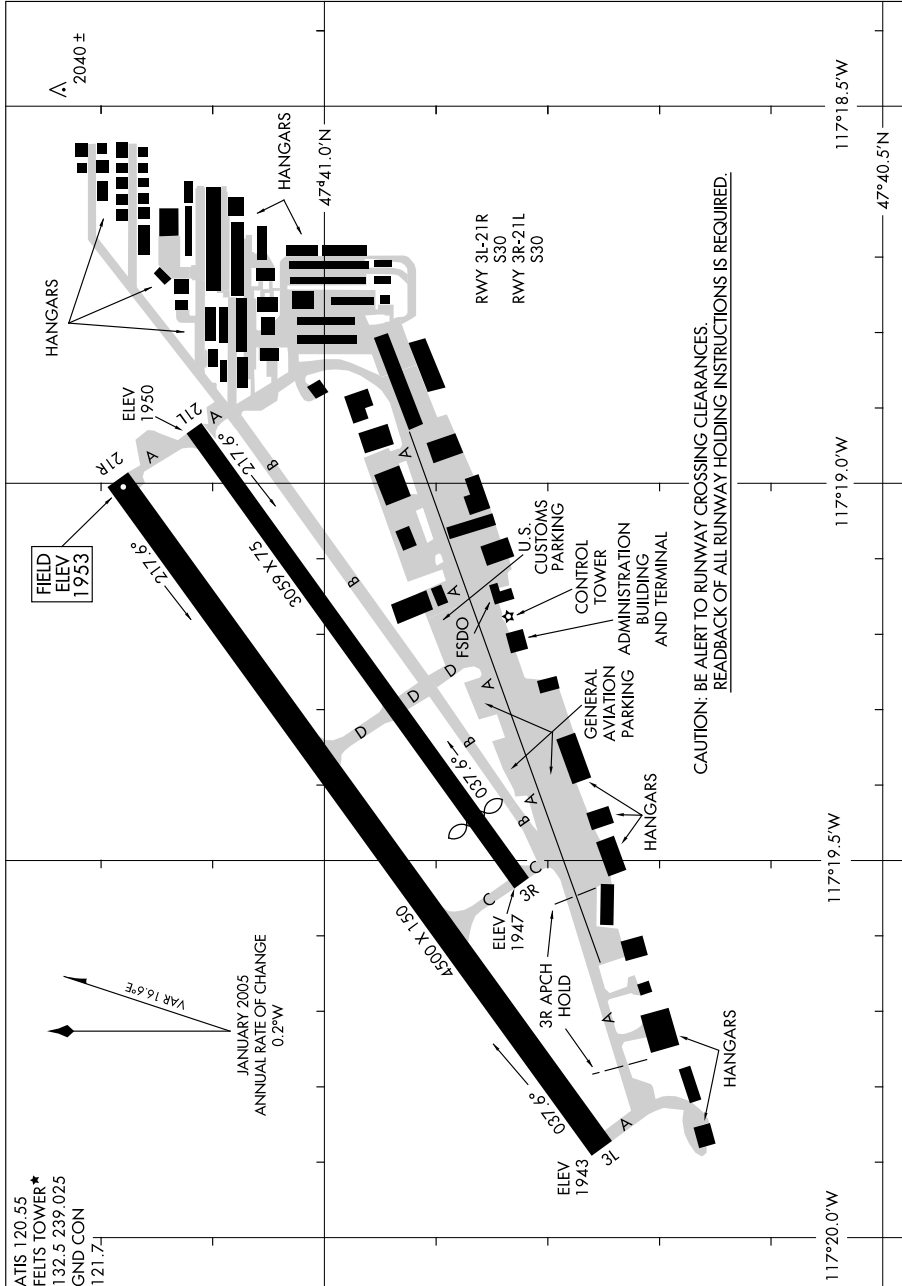 ATIS 120.55
FELTS TOWER★
132.5 239.025
GND CON
121.7
VAR 16.6°E
JANUARY 2005
ANNUAL RATE OF CHANGE
0.2°W
2040 ±
HANGARS
HANGARS
47ᵈ41.0'N
FIELD
ELEV
1953
21R
A
ELEV
1950
21L
A
217.6°
217.6°
3059 X 75
B
B
B
B
4500 X 150
037.6°
037.6°
D
D
D
C
C
3R
ELEV
1947
3L
ELEV
1943
A
A
A
A
A
A
3R APCH
HOLD
RWY 3L-21R
S30
RWY 3R-21L
S30
U.S.
CUSTOMS
PARKING
FSDO
CONTROL
TOWER
ADMINISTRATION
BUILDING
AND TERMINAL
GENERAL
AVIATION
PARKING
HANGARS
HANGARS
CAUTION: BE ALERT TO RUNWAY CROSSING CLEARANCES.
READBACK OF ALL RUNWAY HOLDING INSTRUCTIONS IS REQUIRED.
117°20.0'W
117°19.5'W
117°19.0'W
117°18.5'W
47°40.5'N